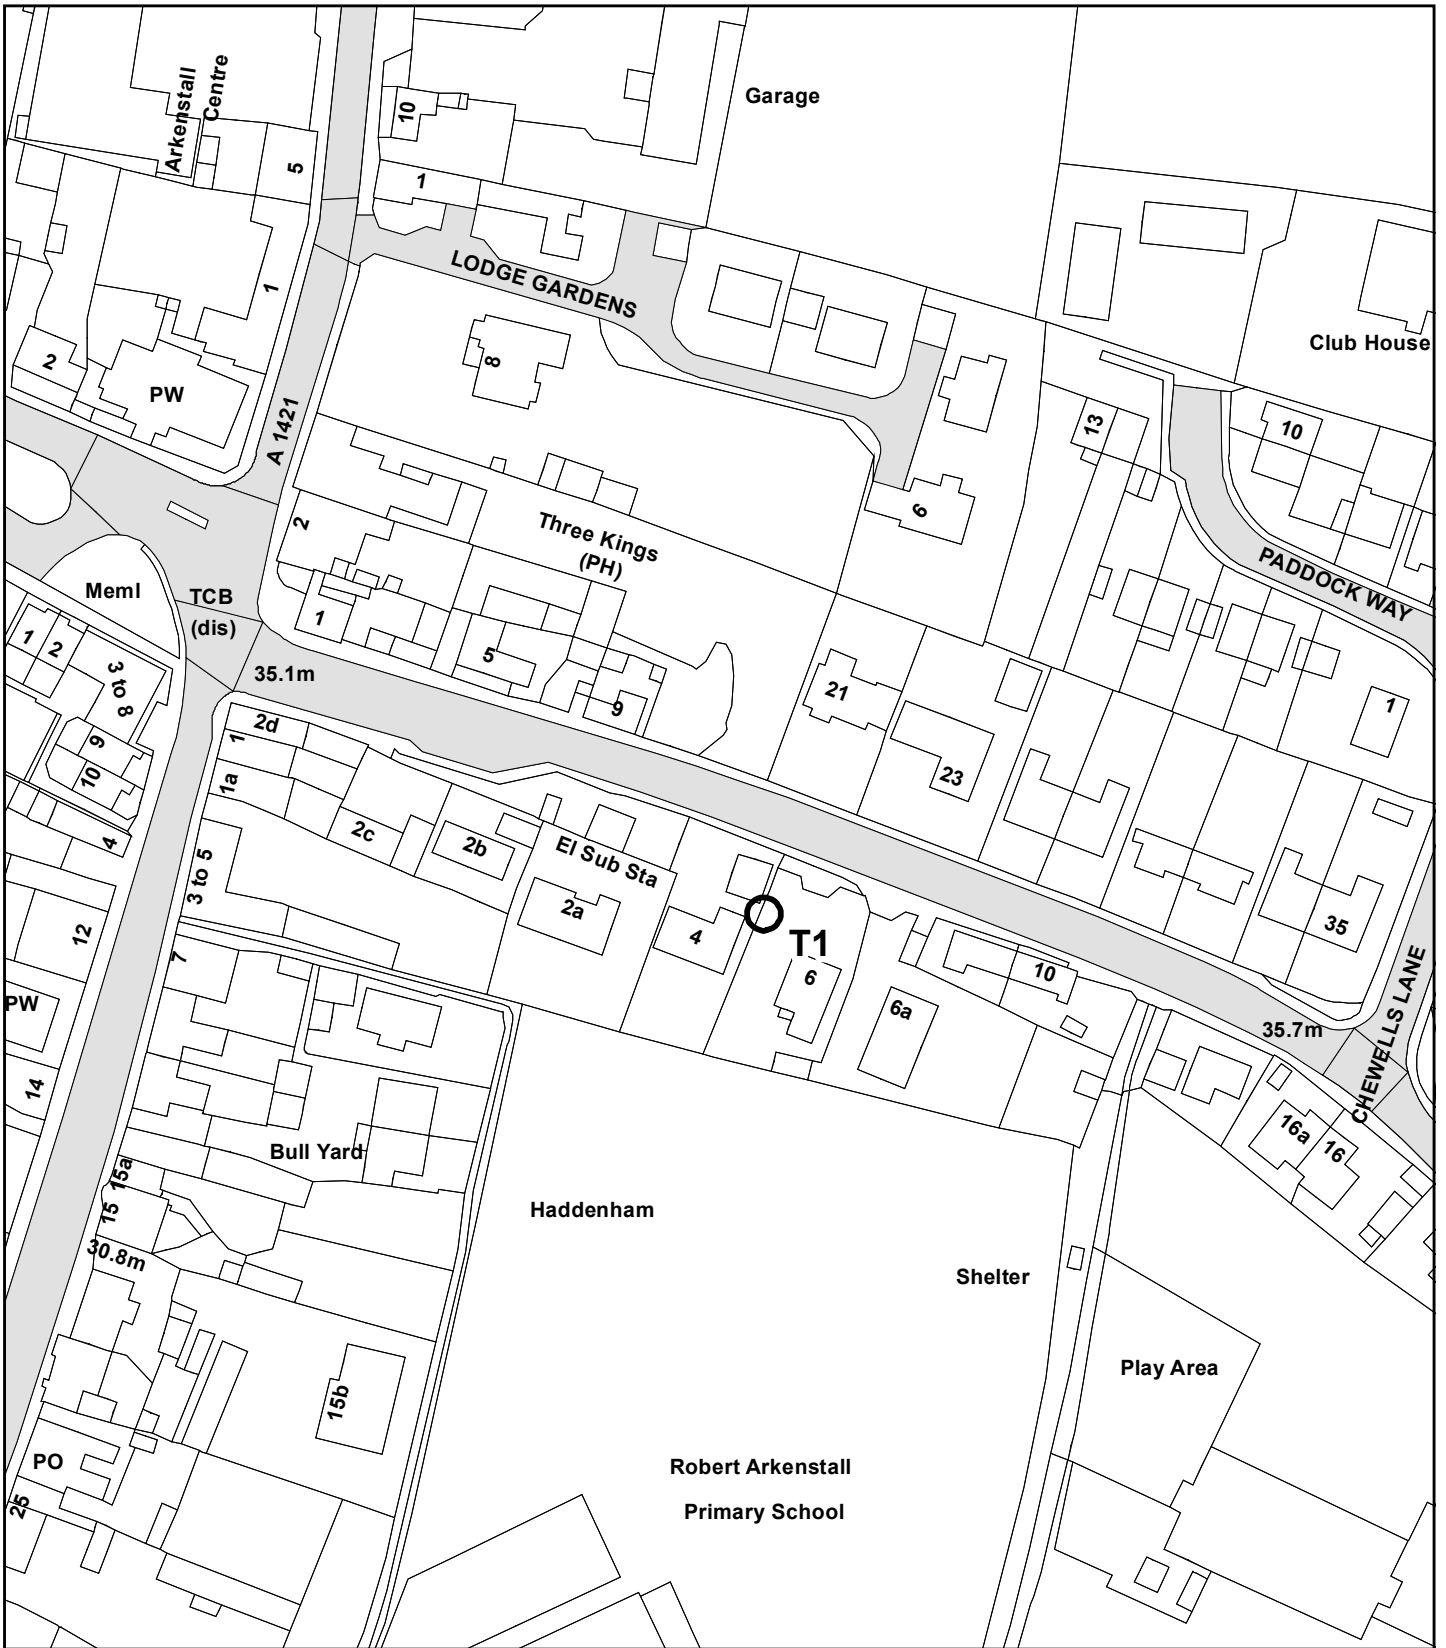 Arkenstall
Centre
5
10
Garage
1
LODGE GARDENS
1
8
Club House
2
PW
A 1421
13
10
6
2
Three Kings
(PH)
PADDOCK WAY
Meml
TCB
(dis)
1
1
2
3 to 8
5
35.1m
21
9
1
2d
1
9
10
1a
23
2c
2b
El Sub Sta
4
3 to 5
2a
35
12
4
T1
7
6
10
PW
6a
35.7m
CHEWELLS LANE
14
16a
16
Bull Yard
15a
15
Haddenham
30.8m
Shelter
Play Area
15b
PO
Robert Arkenstall
Primary School
25